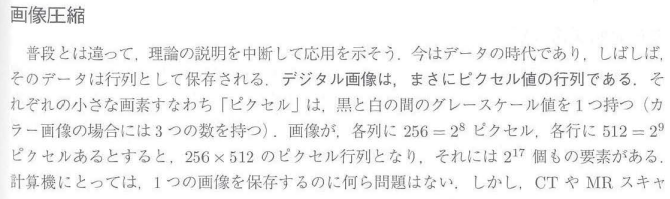 画像圧縮
普段とは違って，理論の説明を中断して応用を示そう．今はデータの時代であり，しばしば，
そのデータは行列として保存される．デジタル画像は，まさにピクセル値の行列である．そ
れぞれの小さな画素すなわち「ピクセル」は，黒と白の間のグレースケール値を1つ持つ（カ
ラー画像の場合には3つの数を持つ）．画像が，各列に 256 = 2⁸ ピクセル，各行に 512 = 2⁹
ピクセルあるとすると，256 × 512 のピクセル行列となり，それには 2¹⁷ 個もの要素がある．
計算機にとっては，1つの画像を保存するのに何ら問題はない．しかし，CT や MR スキャ